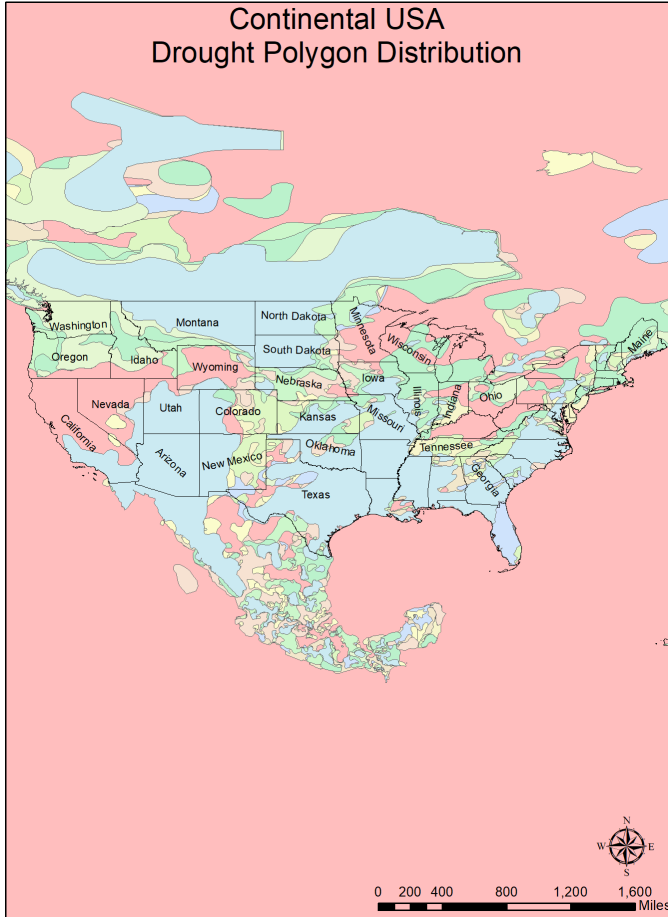 Continental USA
Drought Polygon Distribution
Washington
Montana
North Dakota
Minnesota
Maine
Oregon
Idaho
South Dakota
Wisconsin
Wyoming
Nebraska
Iowa
Illinois
Indiana
Ohio
Nevada
Utah
Colorado
Kansas
Missouri
California
Arizona
New Mexico
Oklahoma
Tennessee
Georgia
Texas
N
W
E
S
0 200 400 800 1,200 1,600
Miles